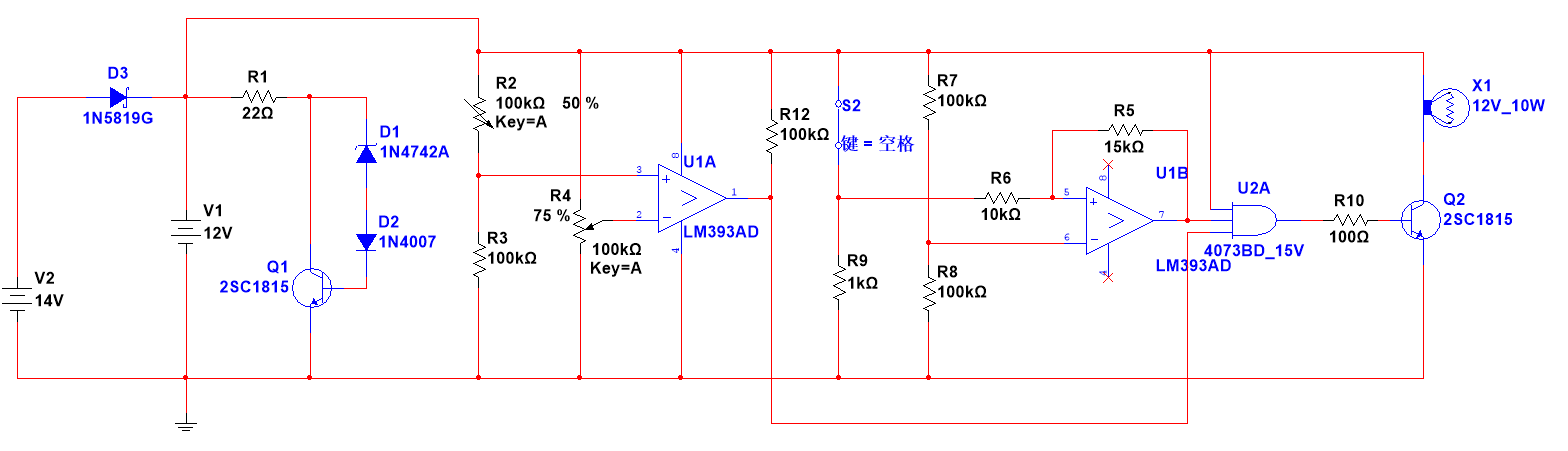 D3
1N5819G
R1
22Ω
D1
1N4742A
D2
1N4007
V1
12V
V2
14V
Q1
2SC1815
R2
100kΩ
50 %
Key=A
R3
100kΩ
R4
75 %
100kΩ
Key=A
U1A
3
2
8
4
1
LM393AD
R12
100kΩ
S2
键 = 空格
R9
1kΩ
R7
100kΩ
R8
100kΩ
R6
10kΩ
R5
15kΩ
U1B
5
6
8
4
7
LM393AD
U2A
4073BD_15V
R10
100Ω
Q2
2SC1815
X1
12V_10W